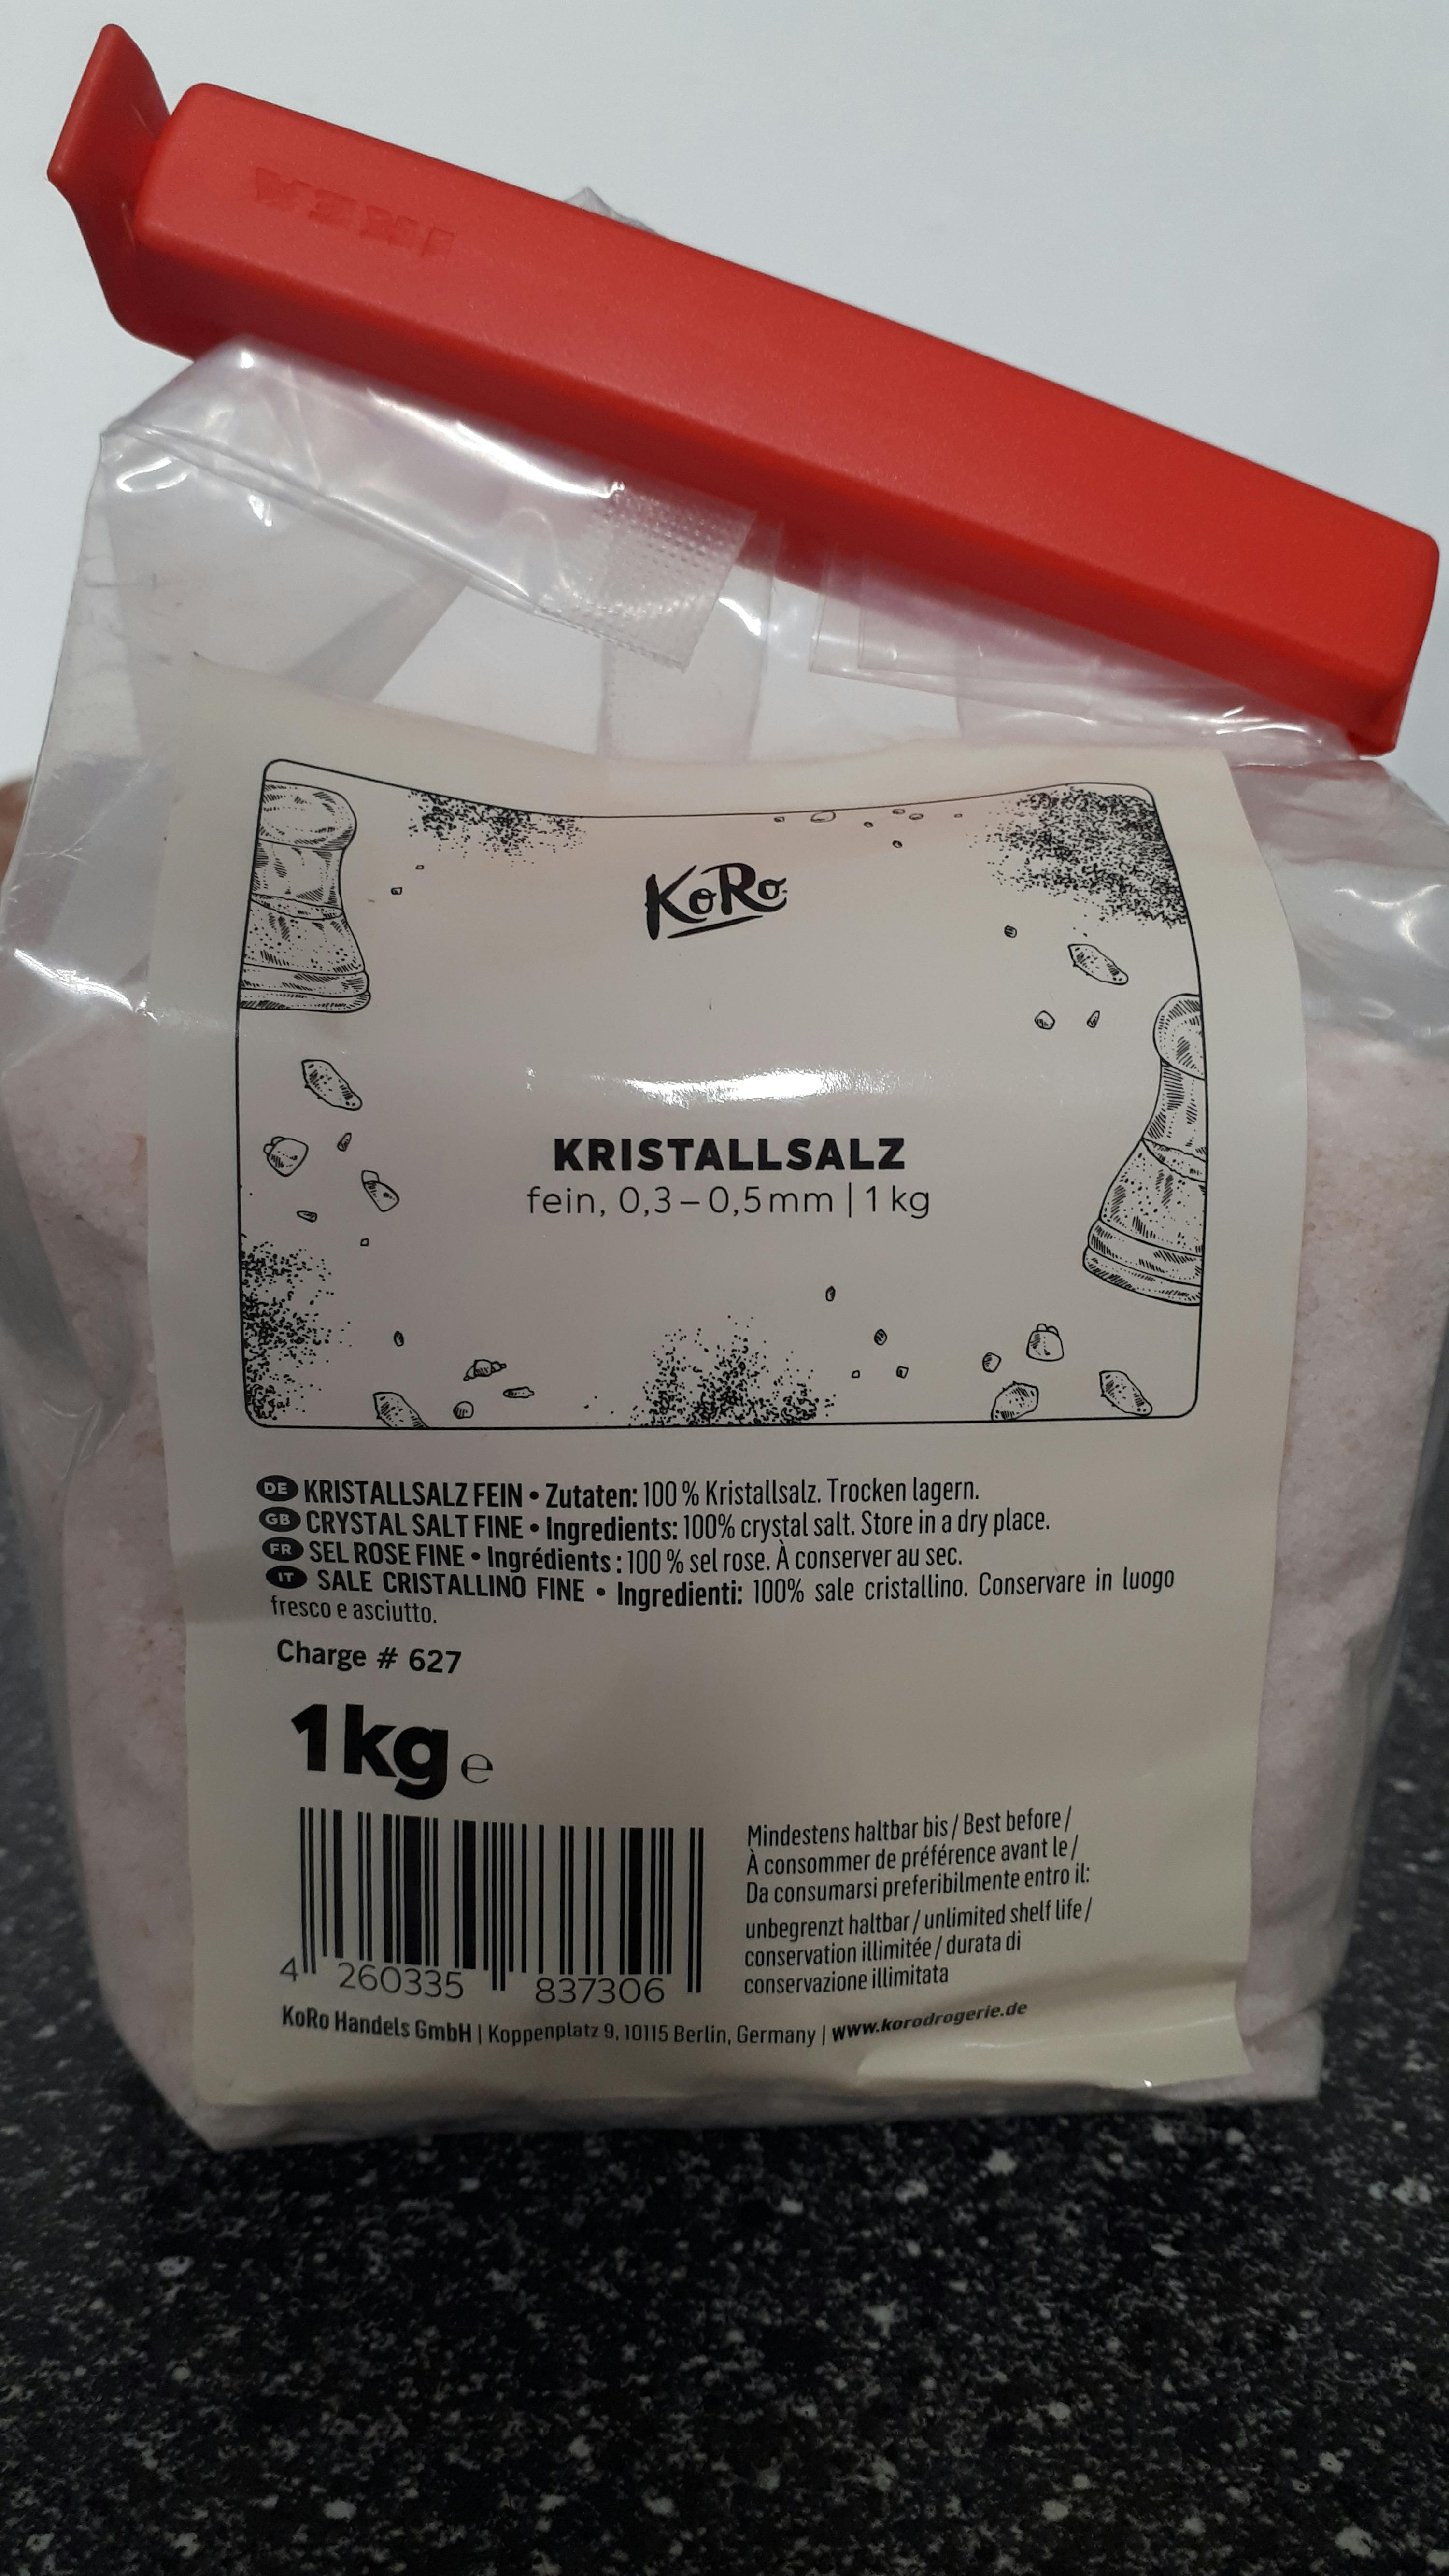 IKEA
KoRo
KRISTALLSALZ
fein, 0,3 – 0,5 mm | 1 kg
DE KRISTALLSALZ FEIN • Zutaten: 100 % Kristallsalz. Trocken lagern.
GB CRYSTAL SALT FINE • Ingredients: 100% crystal salt. Store in a dry place.
FR SEL ROSE FINE • Ingrédients : 100 % sel rose. À conserver au sec.
IT SALE CRISTALLINO FINE • Ingredienti: 100% sale cristallino. Conservare in luogo
fresco e asciutto.
Charge # 627
1kg e
Mindestens haltbar bis / Best before /
À consommer de préférence avant le /
Da consumarsi preferibilmente entro il:
unbegrenzt haltbar / unlimited shelf life /
conservation illimitée / durata di
conservazione illimitata
4 260335 837306
KoRo Handels GmbH | Koppenplatz 9, 10115 Berlin, Germany | www.korodrogerie.de